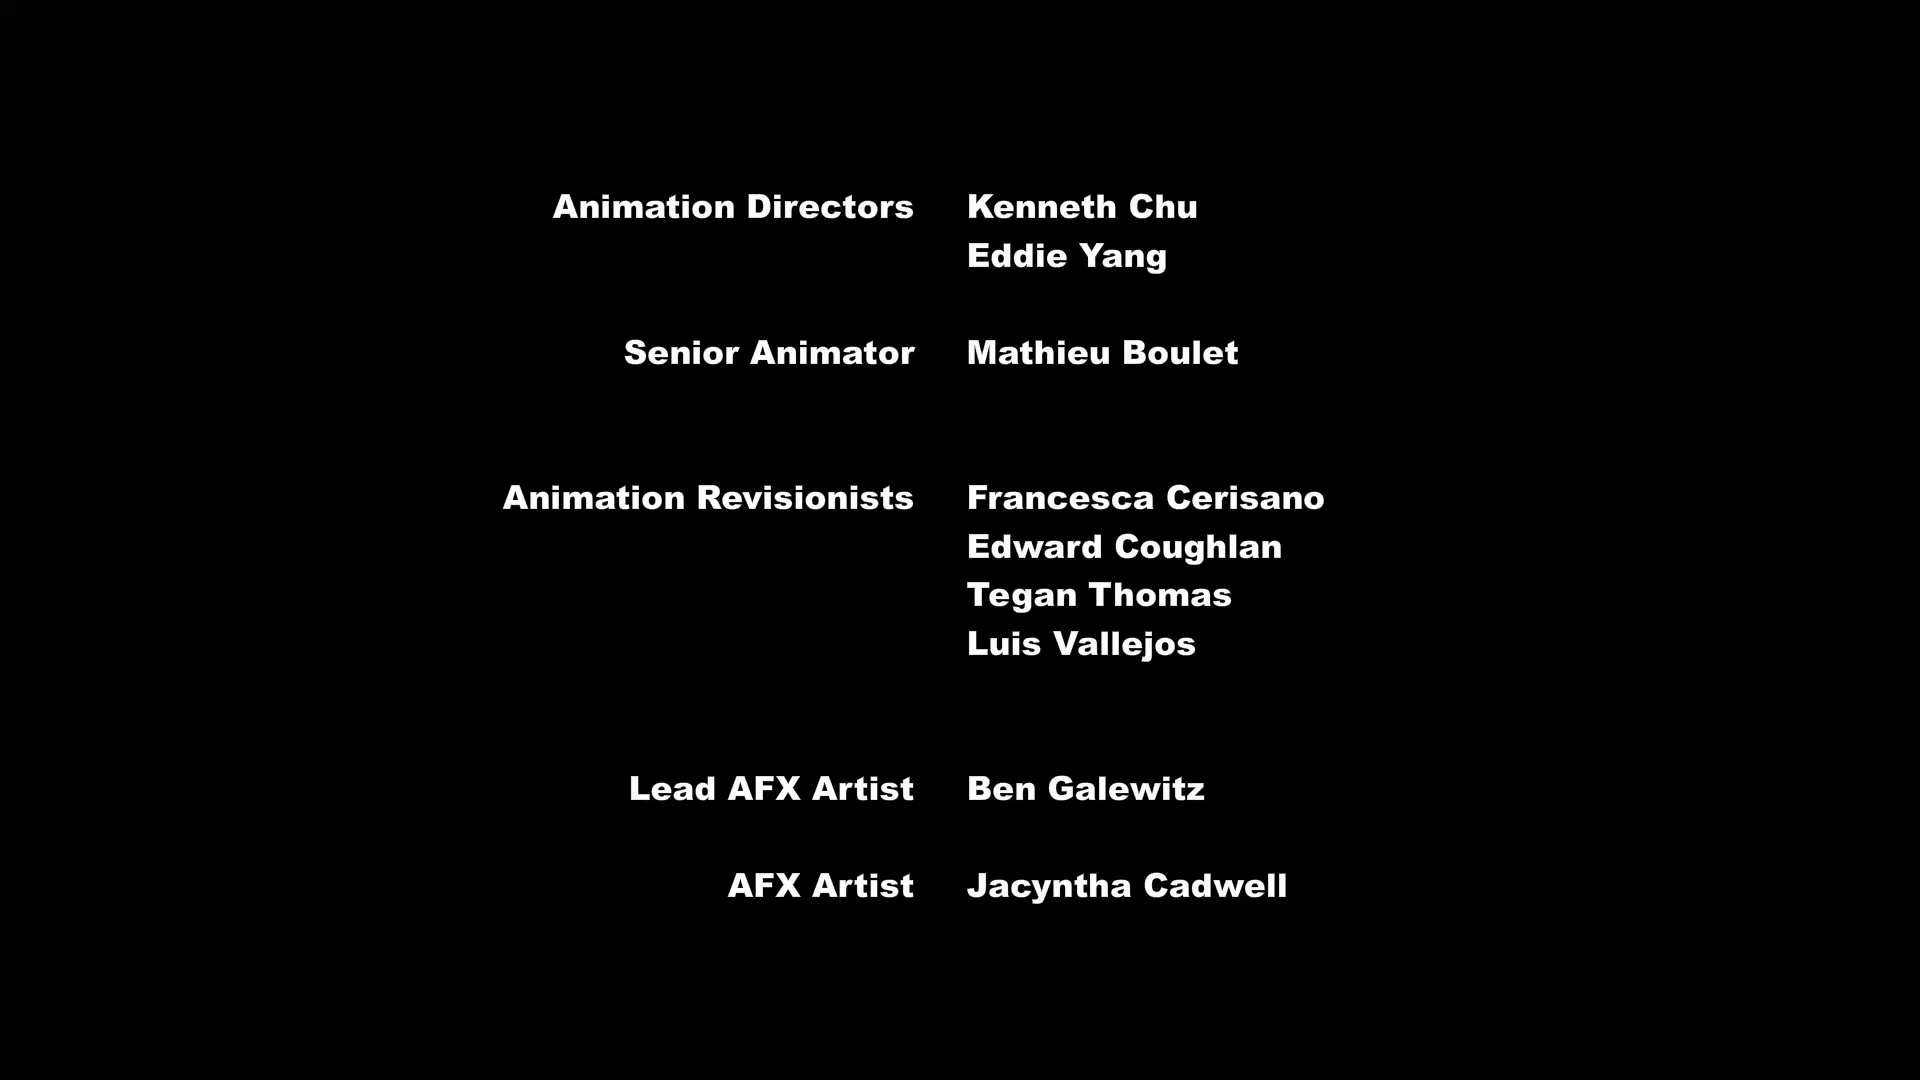 Animation Directors Kenneth Chu
Eddie Yang
Senior Animator Mathieu Boulet
Animation Revisionists Francesca Cerisano
Edward Coughlan
Tegan Thomas
Luis Vallejos
Lead AFX Artist Ben Galewitz
AFX Artist Jacyntha Cadwell